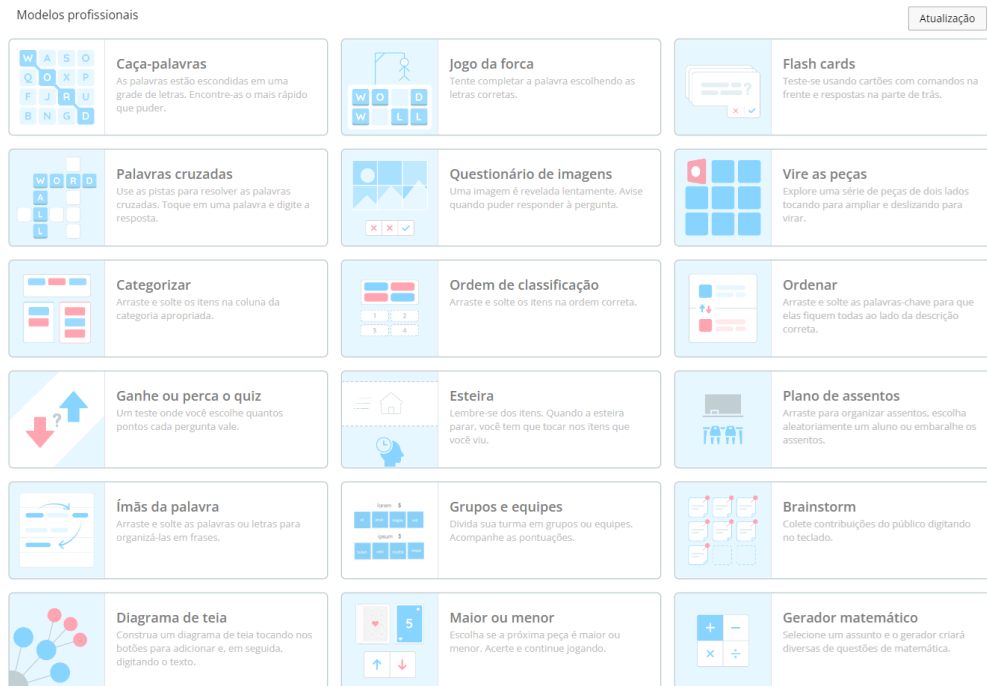 Modelos profissionais
Atualização
W A S O
Q O X P
F J R U
B N G D
Caça-palavras
As palavras estão escondidas em uma
grade de letras. Encontre-as o mais rápido
que puder.
W O D
W L L
Jogo da forca
Tente completar a palavra escolhendo as
letras corretas.
?
Flash cards
Teste-se usando cartões com comandos na
frente e respostas na parte de trás.
W O R D
A
L
L
Palavras cruzadas
Use as pistas para resolver as palavras
cruzadas. Toque em uma palavra e digite a
resposta.
Questionário de imagens
Uma imagem é revelada lentamente. Avise
quando puder responder à pergunta.
Vire as peças
Explore uma série de peças de dois lados
tocando para ampliar e deslizando para
virar.
Categorizar
Arraste e solte os itens na coluna da
categoria apropriada.
1 2
3 4
Ordem de classificação
Arraste e solte os itens na ordem correta.
Ordenar
Arraste e solte as palavras-chave para que
elas fiquem todas ao lado da descrição
correta.
?
Ganhe ou perca o quiz
Um teste onde você escolhe quantos
pontos cada pergunta vale.
Esteira
Lembre-se dos itens. Quando a esteira
parar, você tem que tocar nos itens que
você viu.
Plano de assentos
Arraste para organizar assentos, escolha
aleatoriamente um aluno ou embaralhe os
assentos.
Ímãs da palavra
Arraste e solte as palavras ou letras para
organizá-las em frases.
lorem 5
ipsum 3
Grupos e equipes
Divida sua turma em grupos ou equipes.
Acompanhe as pontuações.
Brainstorm
Colete contribuições do público digitando
no teclado.
Diagrama de teia
Construa um diagrama de teia tocando nos
botões para adicionar e, em seguida,
digitando o texto.
5
Maior ou menor
Escolha se a próxima peça é maior ou
menor. Acerte e continue jogando.
+ −
× ÷
Gerador matemático
Selecione um assunto e o gerador criará
diversas de questões de matemática.